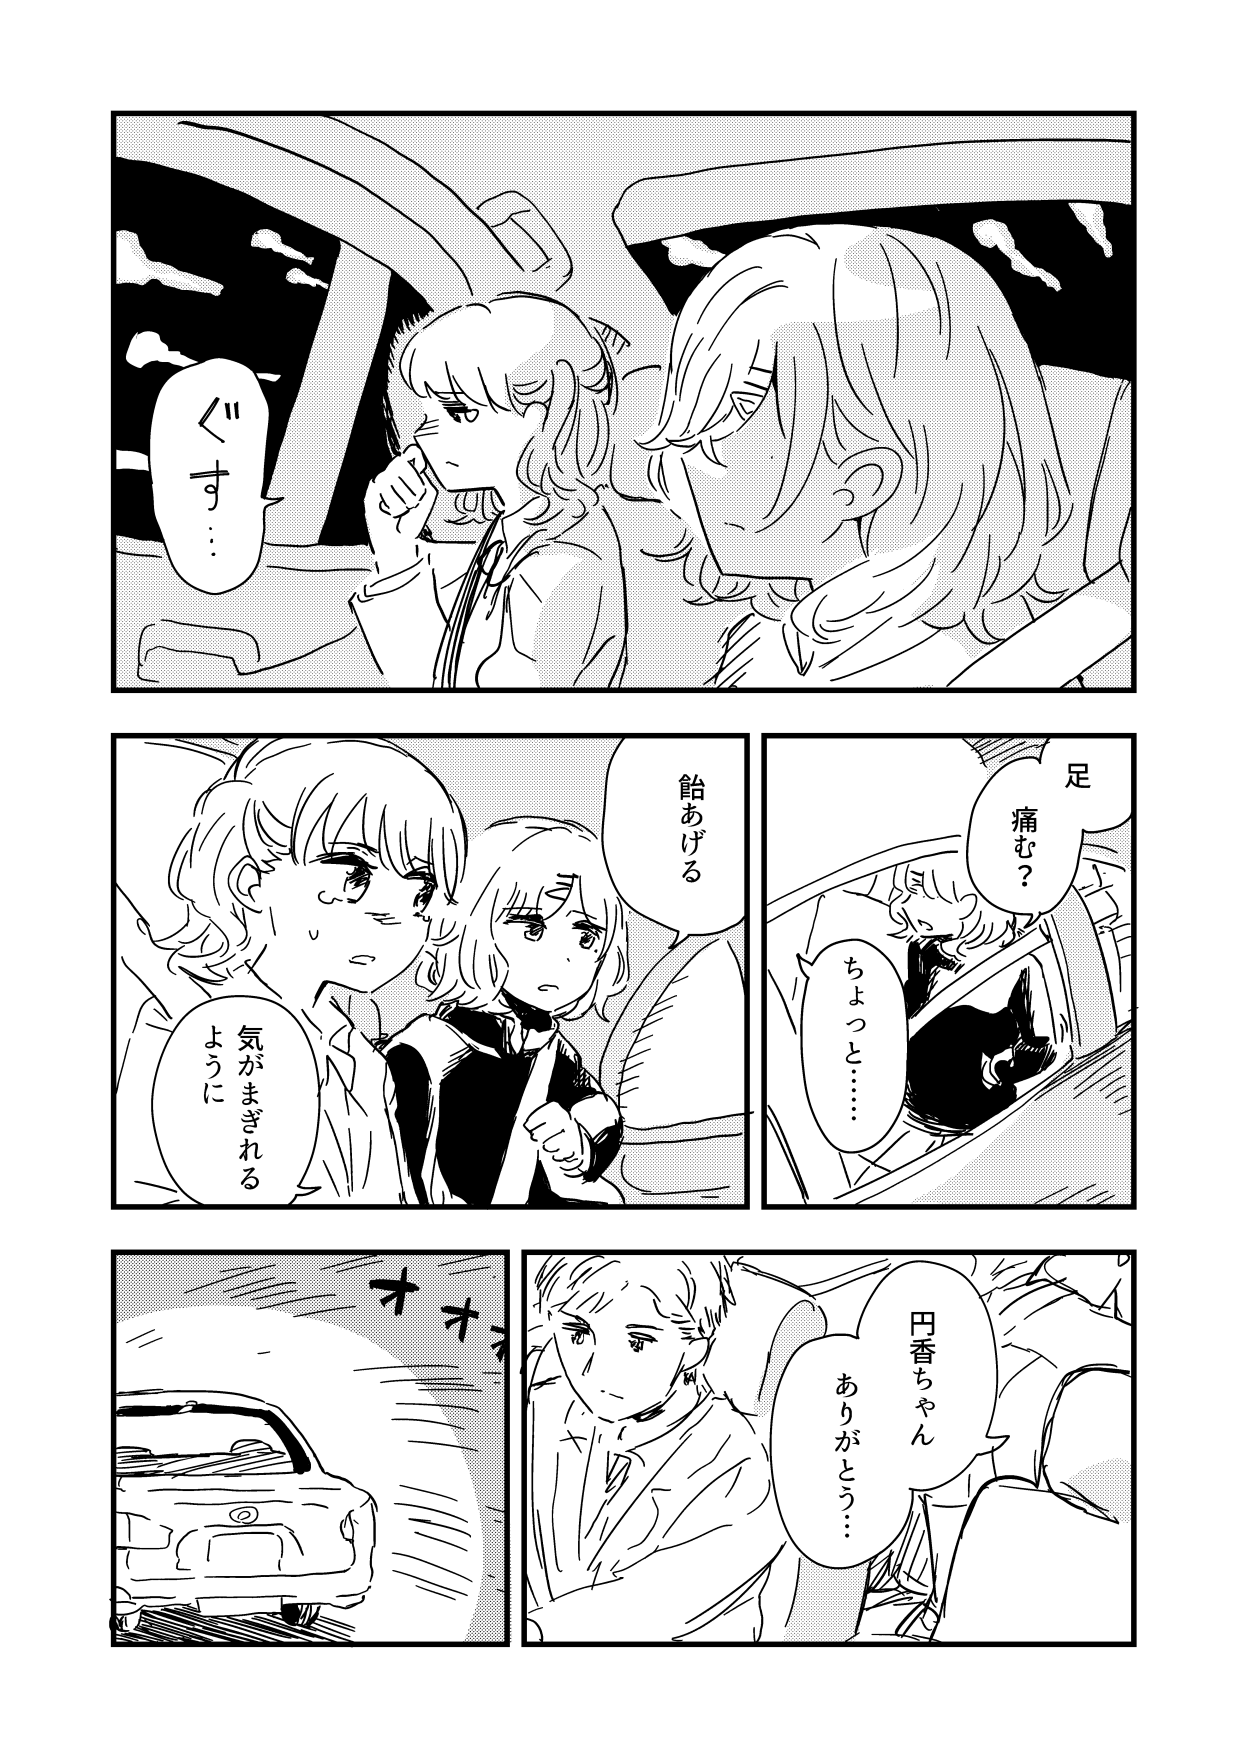 ぐす…
足
痛む？
ちょっと……
飴あげる
気がまぎれる
ように
円香ちゃん
ありがとう…
オオオ